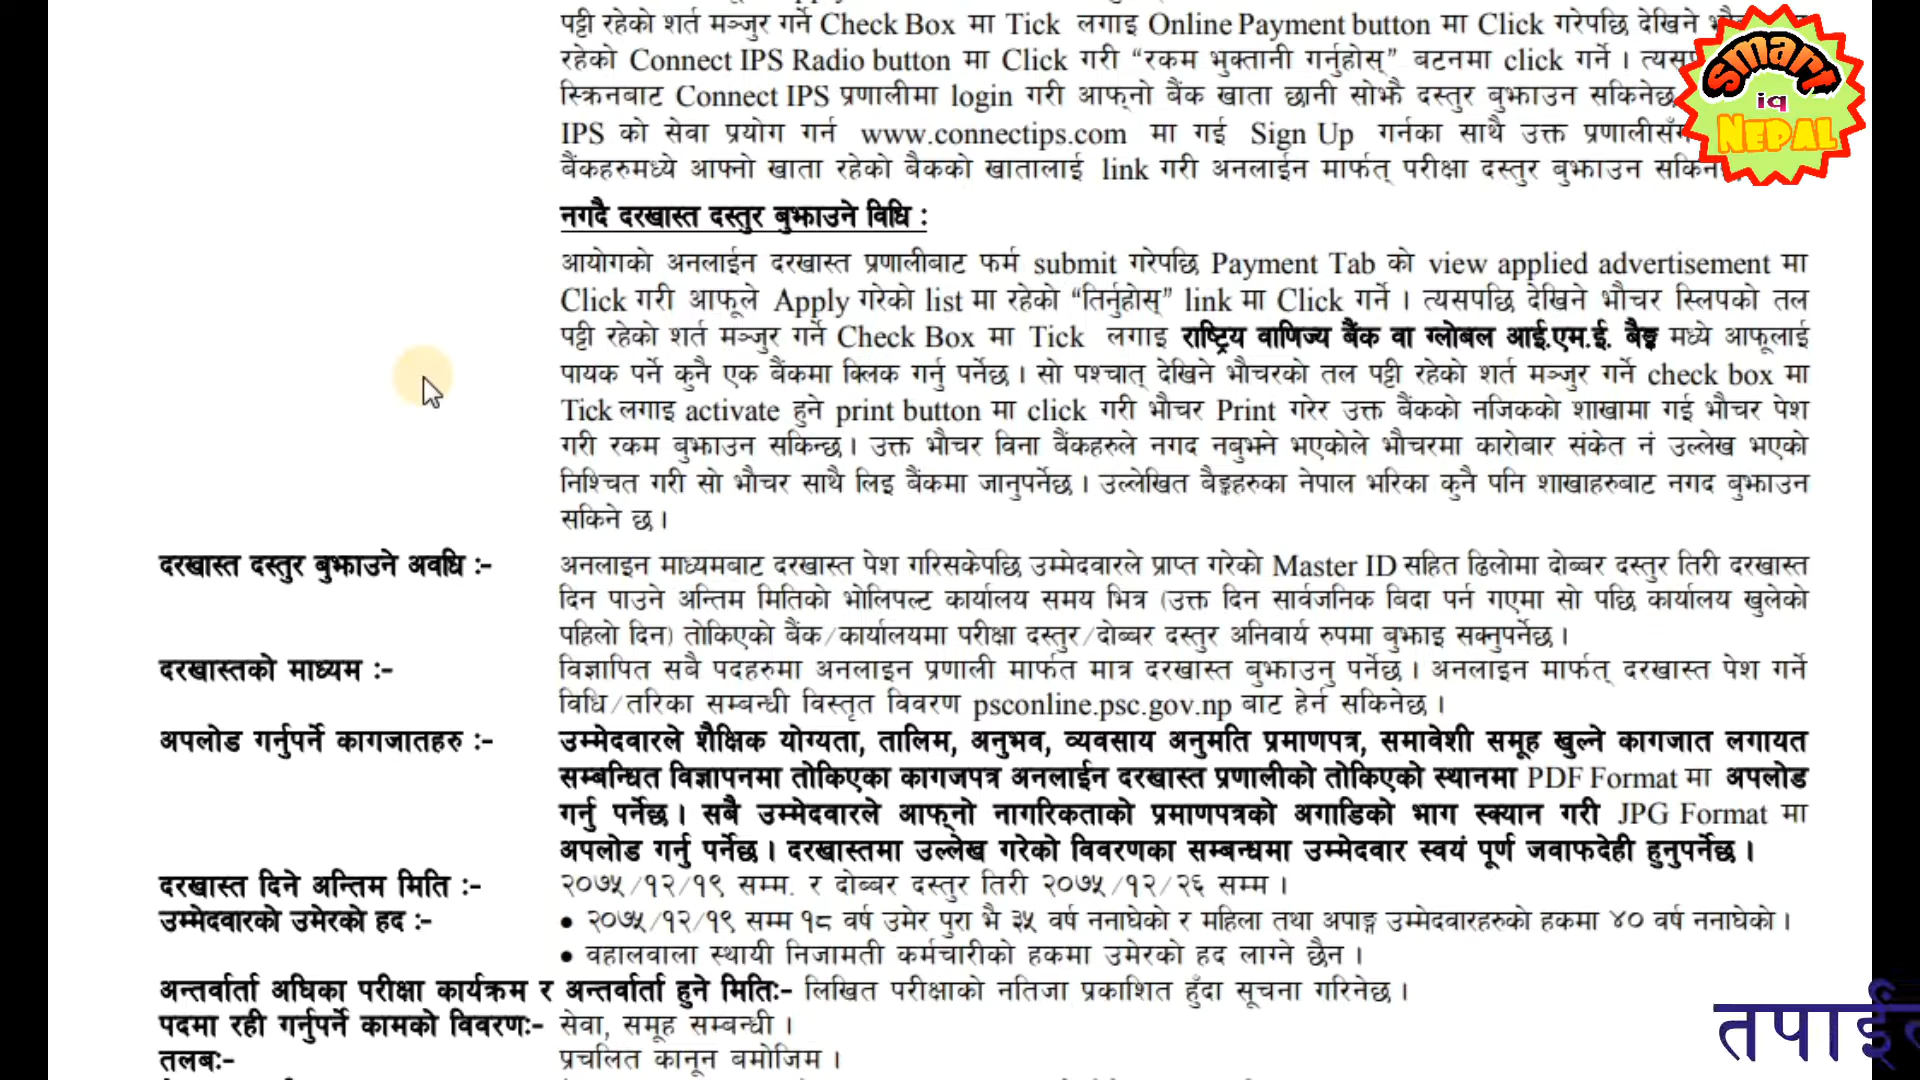 पट्टी रहेको शर्त मञ्जुर गर्ने Check Box मा Tick लगाइ Online Payment button मा Click गरेपछि देखिने
रहेको Connect IPS Radio button मा Click गरी “रकम भुक्तानी गर्नुहोस्” बटनमा click गर्ने ।
स्क्रिनबाट Connect IPS प्रणालीमा login गरी आफ्‌नो बैंक खाता छानी सोझै दस्तुर बुझाउन सकिनेछ
IPS को सेवा प्रयोग गर्न www.connectips.com मा गई Sign Up गर्नका साथै उक्त
बैंकहरुमध्ये आफ्नो खाता रहेको बैकको खातालाई link गरी अनलाईन मार्फत् परीक्षा दस्तुर बुझाउन
smart
iq
NEPAL
नगदै दरखास्त दस्तुर बुझाउने विधि :
आयोगको अनलाईन दरखास्त प्रणालीबाट फर्म submit गरेपछि Payment Tab को view applied advertisement मा
Click गरी आफूले Apply गरेको list मा रहेको “तिर्नुहोस्” link मा Click गर्ने । त्यसपछि देखिने भौचर स्लिपको तल
पट्टी रहेको शर्त मञ्जुर गर्ने Check Box मा Tick लगाइ राष्ट्रिय वाणिज्य बैंक वा ग्लोबल आई.एम.ई. बैङ्क मध्ये आफूलाई
पायक पर्ने कुनै एक बैंकमा क्लिक गर्नु पर्नेछ । सो पश्चात् देखिने भौचरको तल पट्टी रहेको शर्त मञ्जुर गर्ने check box मा
Tick लगाइ activate हुने print button मा click गरी भौचर Print गरेर उक्त बैंकको नजिकको शाखामा गई भौचर पेश
गरी रकम बुझाउन सकिन्छ । उक्त भौचर विना बैंकहरुले नगद नबुझ्ने भएकोले भौचरमा कारोबार संकेत नं उल्लेख भएको
निश्चित गरी सो भौचर साथै लिइ बैंकमा जानुपर्नेछ । उल्लेखित बैङ्कहरुका नेपाल भरिका कुनै पनि शाखाहरुबाट नगद बुझाउन
सकिने छ ।
दरखास्त दस्तुर बुझाउने अवधि :- अनलाइन माध्यमबाट दरखास्त पेश गरिसकेपछि उम्मेदवारले प्राप्त गरेको Master ID सहित ढिलोमा दोब्बर दस्तुर तिरी दरखास्त
दिन पाउने अन्तिम मितिको भोलिपल्ट कार्यालय समय भित्र (उक्त दिन सार्वजनिक बिदा पर्न गएमा सो पछि कार्यालय खुलेको
पहिलो दिन) तोकिएको बैंक/कार्यालयमा परीक्षा दस्तुर/दोब्बर दस्तुर अनिवार्य रुपमा बुझाइ सक्नुपर्नेछ ।
दरखास्तको माध्यम :- विज्ञापित सबै पदहरुमा अनलाइन प्रणाली मार्फत मात्र दरखास्त बुझाउनु पर्नेछ । अनलाइन मार्फत् दरखास्त पेश गर्ने
विधि/तरिका सम्बन्धी विस्तृत विवरण psconline.psc.gov.np बाट हेर्न सकिनेछ ।
अपलोड गर्नुपर्ने कागजातहरु :- उम्मेदवारले शैक्षिक योग्यता, तालिम, अनुभव, व्यवसाय अनुमति प्रमाणपत्र, समावेशी समूह खुल्ने कागजात लगायत
सम्बन्धित विज्ञापनमा तोकिएका कागजपत्र अनलाईन दरखास्त प्रणालीको तोकिएको स्थानमा PDF Format मा अपलोड
गर्नु पर्नेछ । सबै उम्मेदवारले आफ्‌नो नागरिकताको प्रमाणपत्रको अगाडिको भाग स्क्यान गरी JPG Format मा
अपलोड गर्नु पर्नेछ । दरखास्तमा उल्लेख गरेको विवरणका सम्बन्धमा उम्मेदवार स्वयं पूर्ण जवाफदेही हुनुपर्नेछ ।
दरखास्त दिने अन्तिम मिति :- २०७५/१२/१९ सम्म. र दोब्बर दस्तुर तिरी २०७५/१२/२६ सम्म ।
उम्मेदवारको उमेरको हद :- • २०७५/१२/१९ सम्म १८ वर्ष उमेर पुरा भै ३५ वर्ष ननाघेको र महिला तथा अपाङ्ग उम्मेदवारहरुको हकमा ४० वर्ष ननाघेको ।
• वहालवाला स्थायी निजामती कर्मचारीको हकमा उमेरको हद लाग्ने छैन ।
अन्तर्वार्ता अघिका परीक्षा कार्यक्रम र अन्तर्वार्ता हुने मितिः- लिखित परीक्षाको नतिजा प्रकाशित हुँदा सूचना गरिनेछ ।
पदमा रही गर्नुपर्ने कामको विवरणः- सेवा, समूह सम्बन्धी ।
तलबः- प्रचलित कानून बमोजिम ।